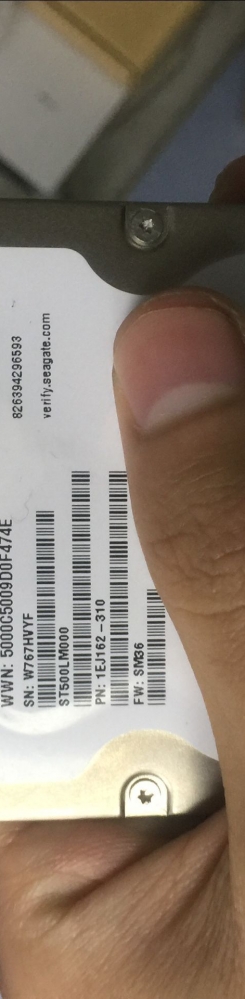 WWN: 5000C5009D0F474E
SN: W767HVYF
ST500LM000
PN: 1EJ162-310
FW: SM36
826394296593
verify.seagate.com